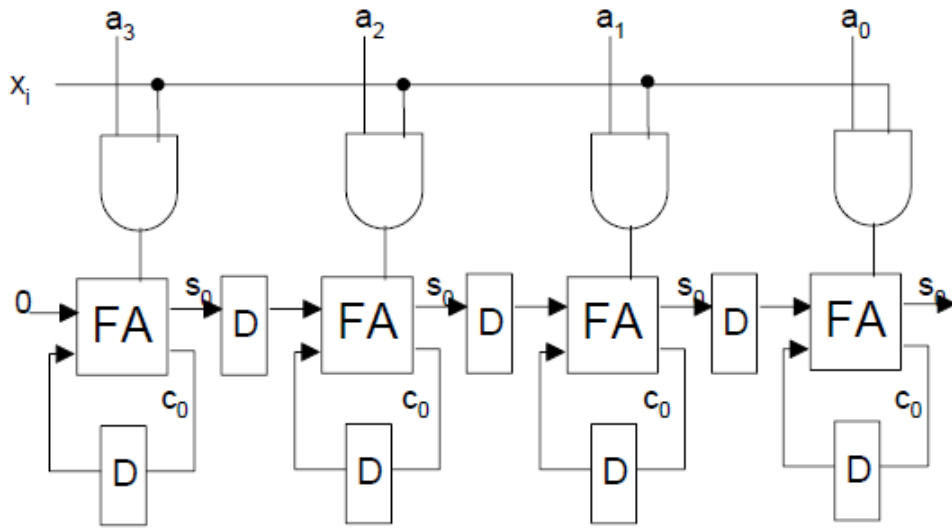 a₃ a₂ a₁ a₀
Xᵢ
0 FA s₀ D FA s₀ D FA s₀ D FA s₀
c₀ c₀ c₀ c₀
D D D D